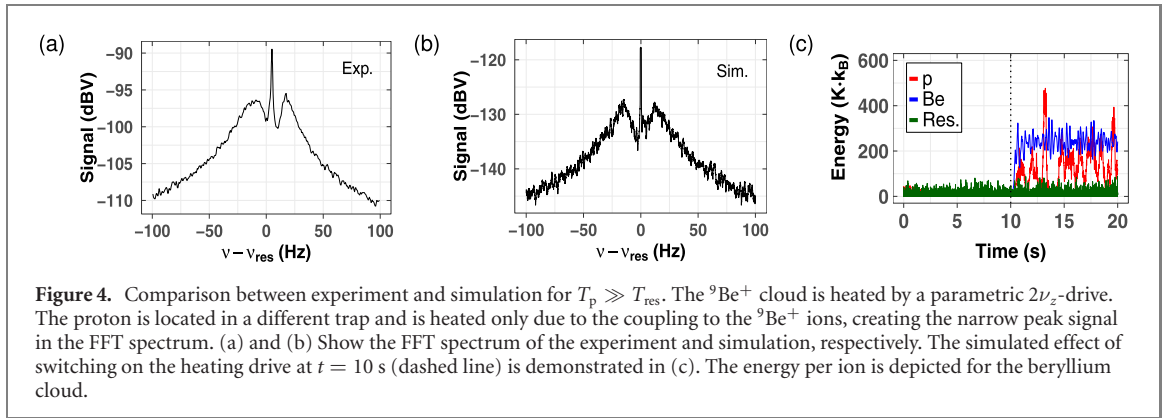 (a)
−90
−95
−100
−105
−110
Signal (dBV)
Exp.
−100 −50 0 50 100
ν − νres (Hz)
(b)
−120
−130
−140
Signal (dBV)
Sim.
−100 −50 0 50 100
ν − νres (Hz)
(c)
600
400
200
0
Energy (K·kB)
p
Be
Res.
0 5 10 15 20
Time (s)
Figure 4. Comparison between experiment and simulation for Tp ≫ Tres. The ⁹Be⁺ cloud is heated by a parametric 2νz-drive.
The proton is located in a different trap and is heated only due to the coupling to the ⁹Be⁺ ions, creating the narrow peak signal
in the FFT spectrum. (a) and (b) Show the FFT spectrum of the experiment and simulation, respectively. The simulated effect of
switching on the heating drive at t = 10 s (dashed line) is demonstrated in (c). The energy per ion is depicted for the beryllium
cloud.